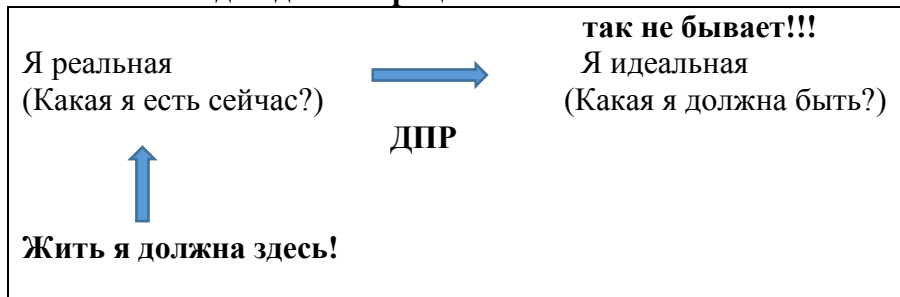 так не бывает!!!
Я реальная Я идеальная
(Какая я есть сейчас?) (Какая я должна быть?)
ДПР
Жить я должна здесь!